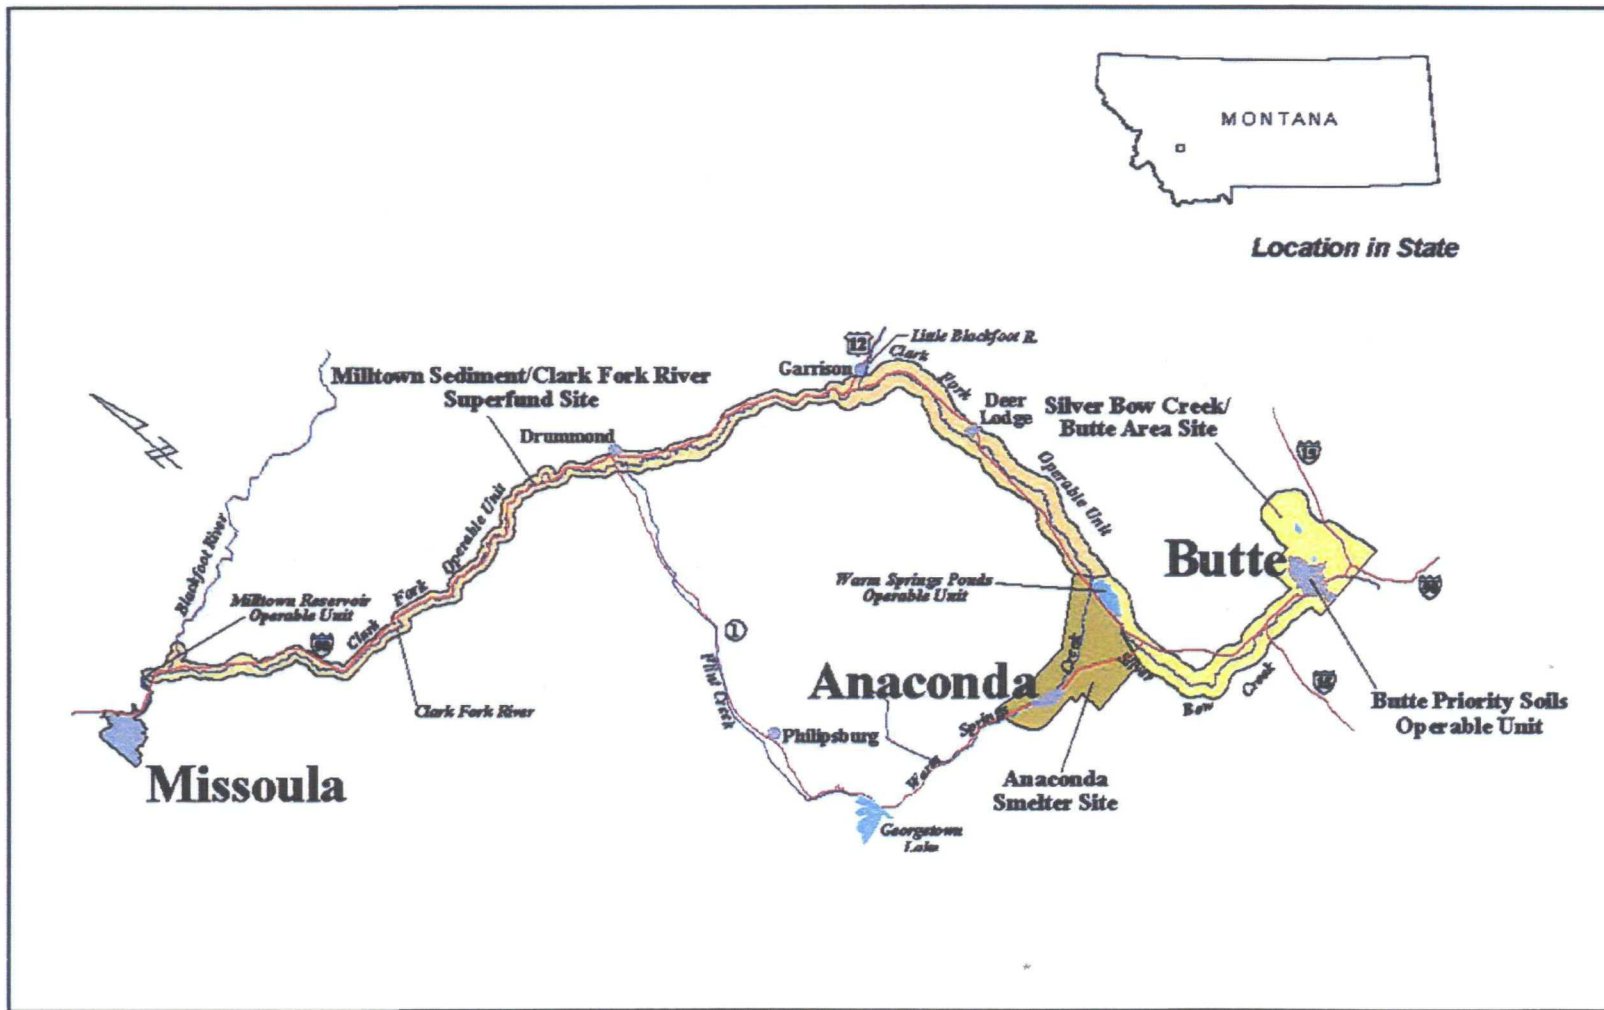 MONTANA
Location in State
12
Little Blackfoot R.
Garrison
Clark
Fork
Deer
Lodge
Operable Unit
Milltown Sediment/Clark Fork River
Superfund Site
Drummond
Silver Bow Creek/
Butte Area Site
15
Butte
90
Blackfoot River
Milltown Reservoir
Operable Unit
90
Clark
Fork
Operable Unit
Clark Fork River
1
Flint Creek
Warm Springs Ponds
Operable Unit
Anaconda
Warm
Springs
Creek
Silver
Bow
Creek
15
Butte Priority Soils
Operable Unit
Philipsburg
Missoula
Anaconda
Smelter Site
Georgetown
Lake